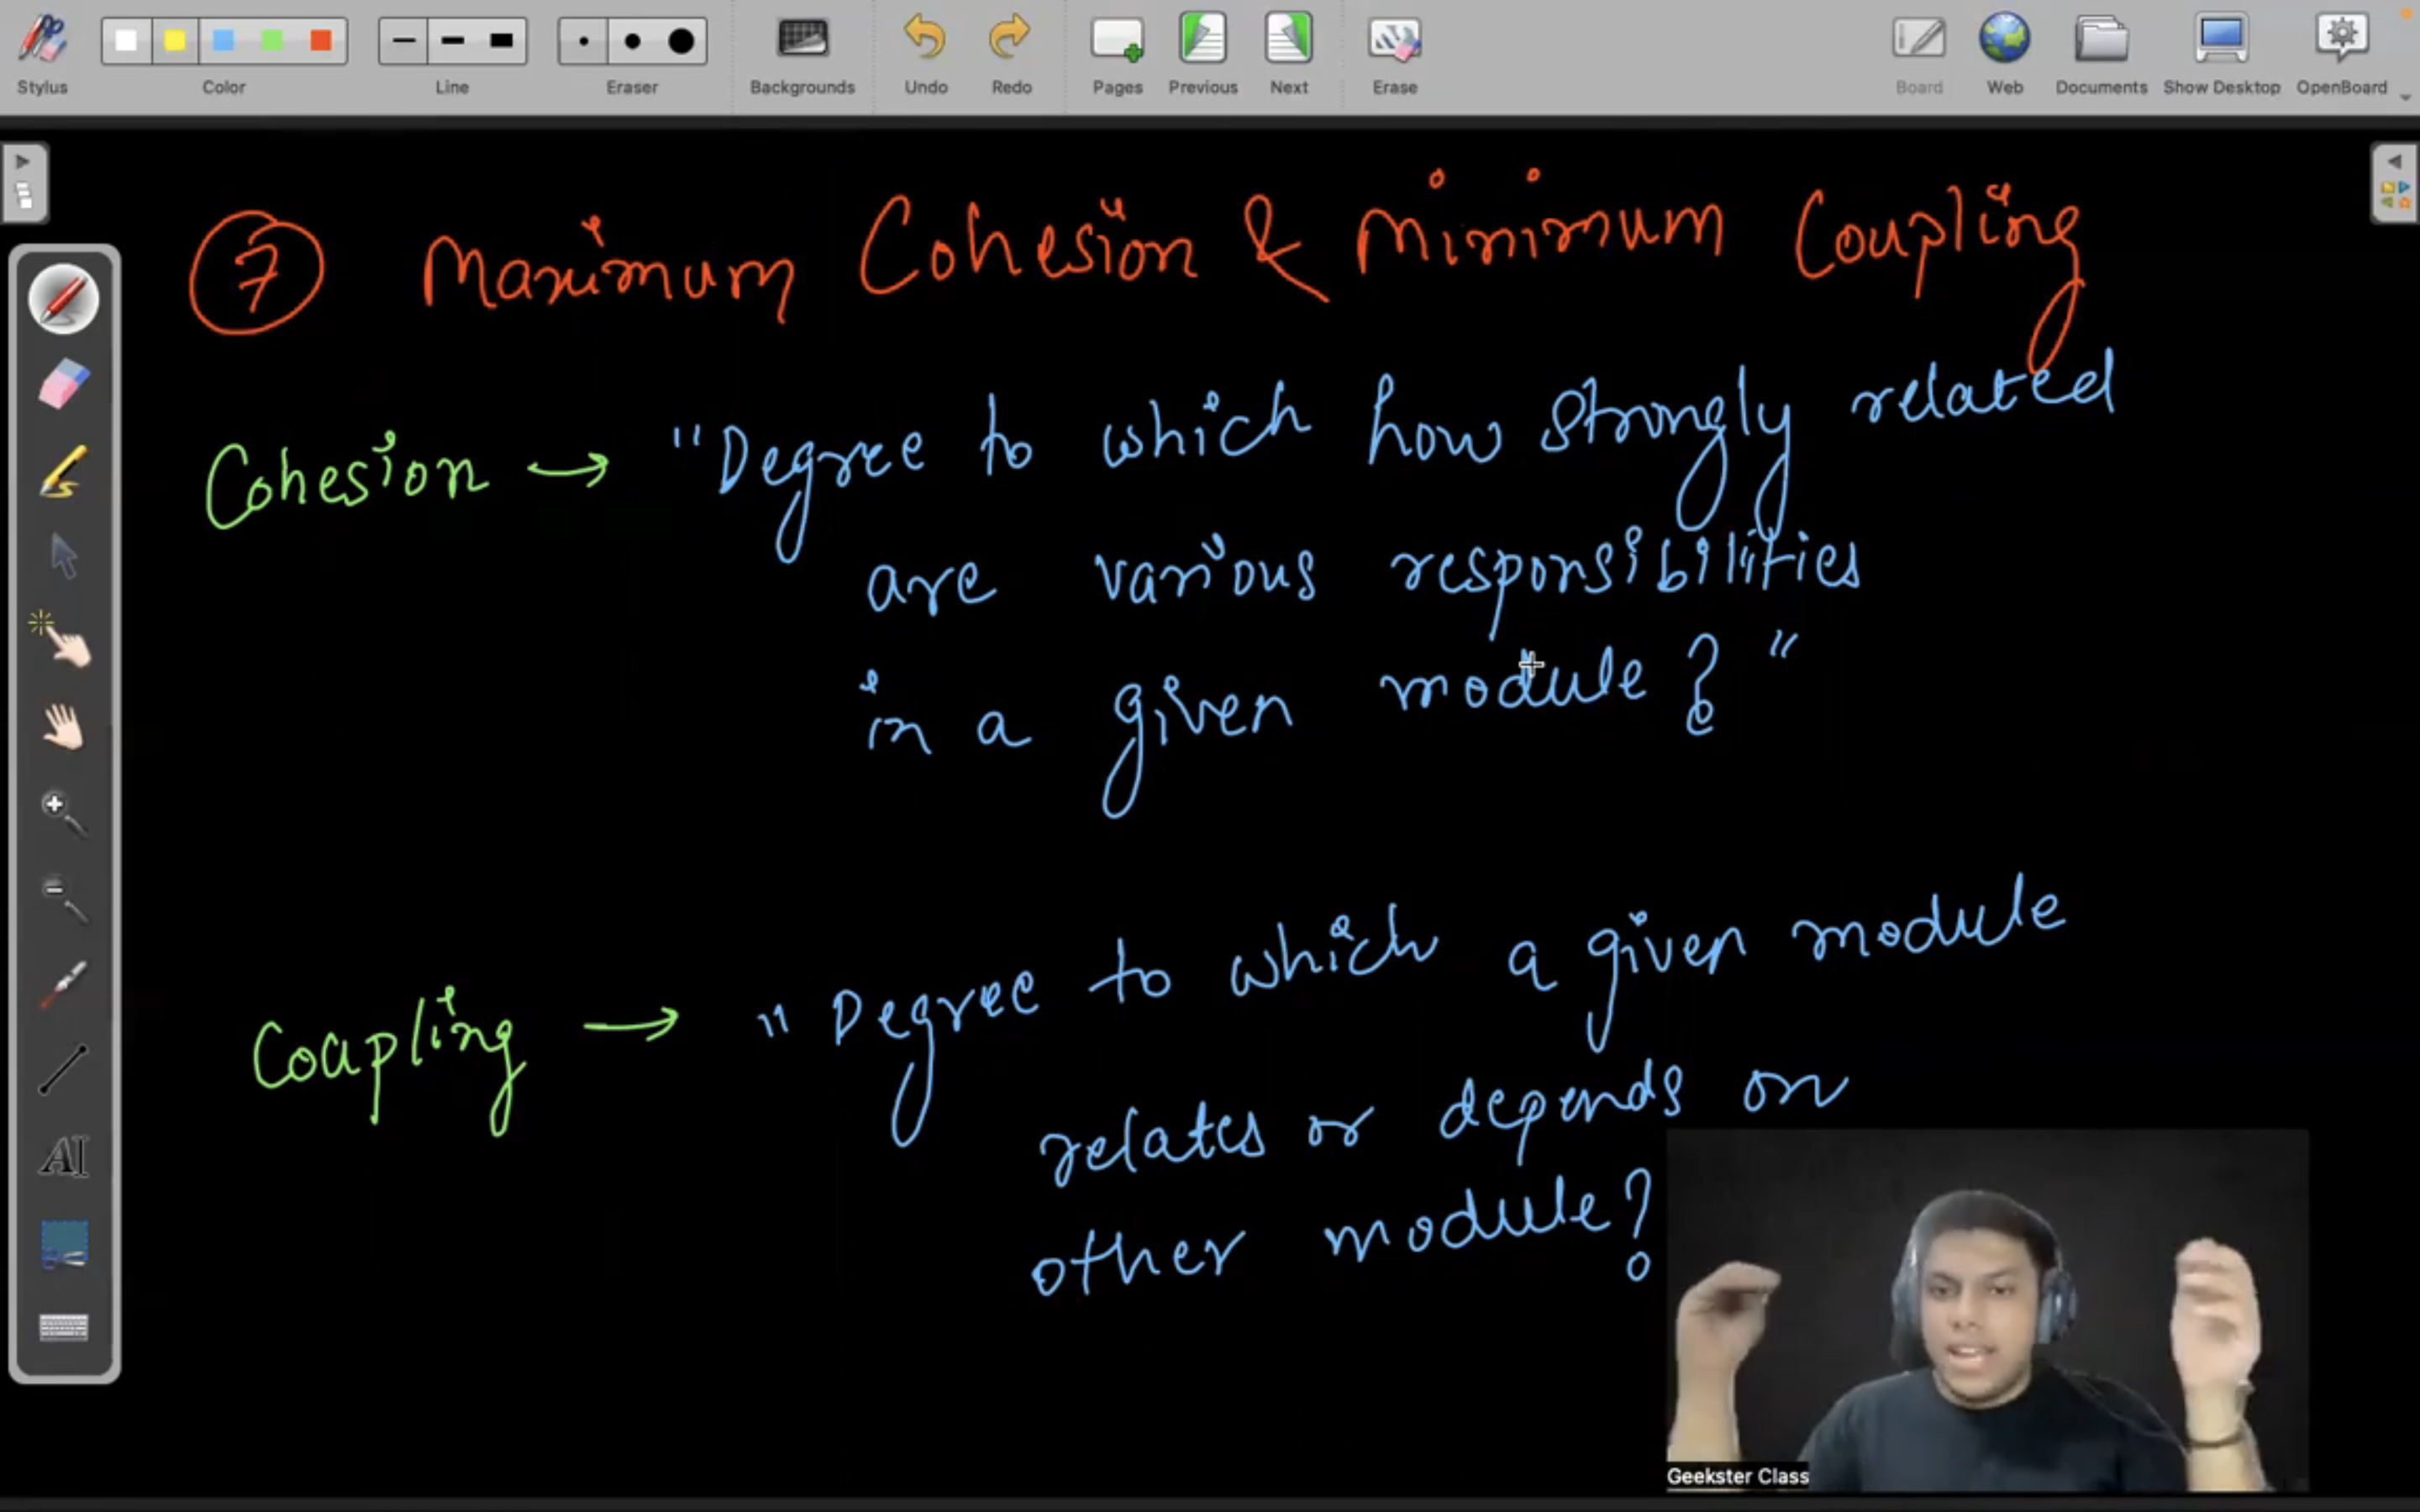 Stylus
Color
Line
Eraser
Backgrounds
Undo
Redo
Pages
Previous
Next
Erase
Board
Web
Documents
Show Desktop
OpenBoard
7 Maximum Cohesion & Minimum Coupling
Cohesion → "Degree to which how strongly related
are various responsibilities
in a given module ? "
Coupling → "Degree to which a given module
relates or depends on
other module?
AI
Geekster Class